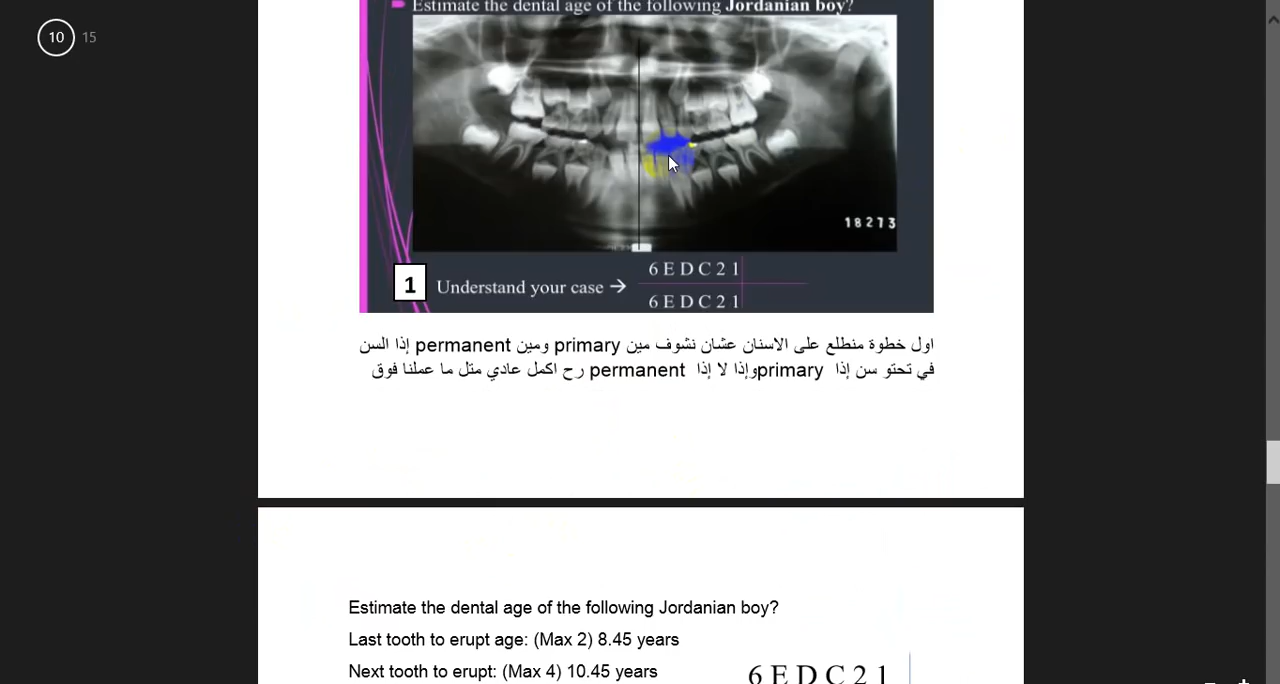 10 15
Estimate the dental age of the following Jordanian boy?
18273
6 E D C 2 1
1 Understand your case →
6 E D C 2 1
اول خطوة منطلع على الاسنان عشان نشوف مين primary ومين permanent إذا السن
في تحتو سن إذا primary وإذا لا إذا permanent رح اكمل عادي متل ما عملنا فوق
Estimate the dental age of the following Jordanian boy?
Last tooth to erupt age: (Max 2) 8.45 years
Next tooth to erupt: (Max 4) 10.45 years
6 E D C 2 1